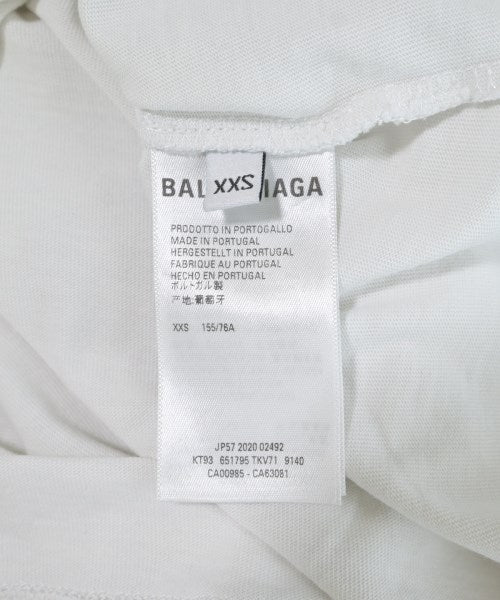 XXS
BAL IAGA
PRODOTTO IN PORTOGALLO
MADE IN PORTUGAL
HERGESTELLT IN PORTUGAL
FABRIQUE AU PORTUGAL
HECHO EN PORTUGAL
ポルトガル製
产地:葡萄牙
XXS 155/76A
JP57 2020 02492
KT93 651795 TKV71 9140
CA00985 - CA63081